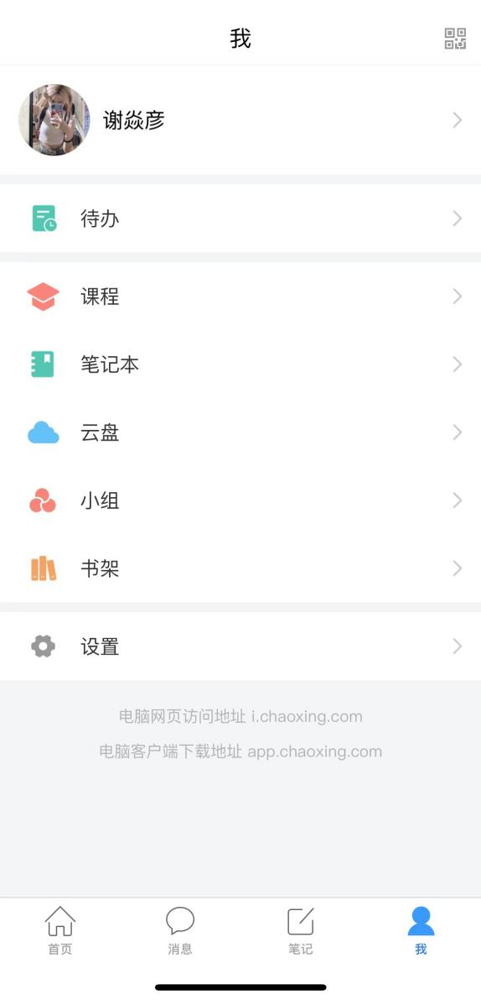 我
谢焱彦
待办
课程
笔记本
云盘
小组
书架
设置
电脑网页访问地址 i.chaoxing.com
电脑客户端下载地址 app.chaoxing.com
首页
消息
笔记
我